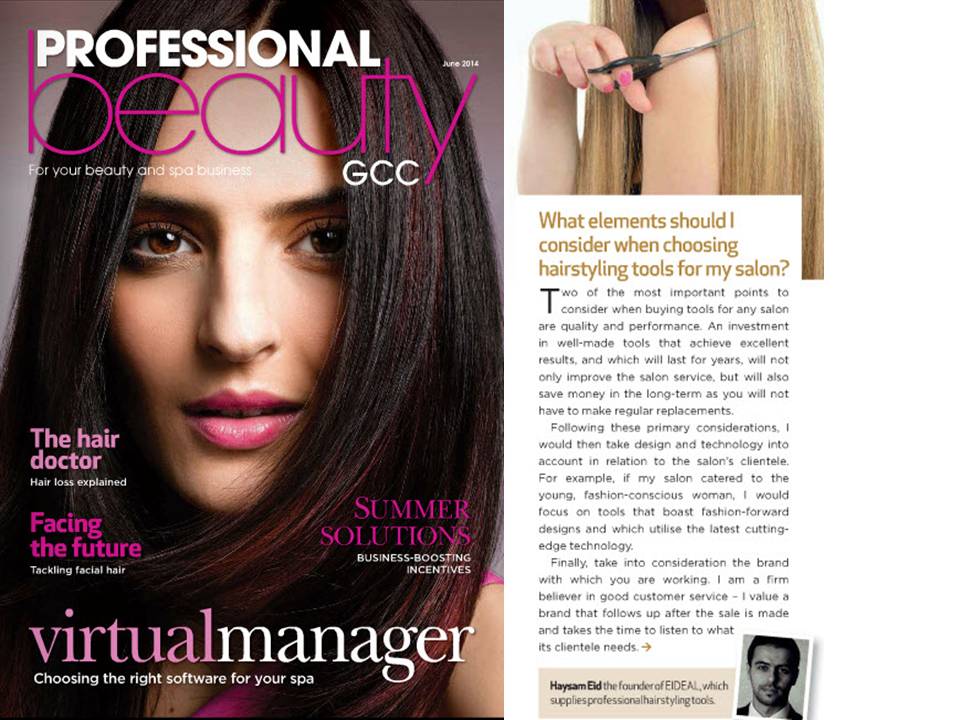 PROFESSIONAL
beauty
June 2014
For your beauty and spa business
GCC
The hair
doctor
Hair loss explained
Facing
the future
Tackling facial hair
SUMMER
SOLUTIONS
BUSINESS-BOOSTING
INCENTIVES
virtualmanager
Choosing the right software for your spa
What elements should I
consider when choosing
hairstyling tools for my salon?
Two of the most important points to
consider when buying tools for any salon
are quality and performance. An investment
in well-made tools that achieve excellent
results, and which will last for years, will not
only improve the salon service, but will also
save money in the long-term as you will not
have to make regular replacements.
Following these primary considerations, I
would then take design and technology into
account in relation to the salon's clientele.
For example, if my salon catered to the
young, fashion-conscious woman, I would
focus on tools that boast fashion-forward
designs and which utilise the latest cutting-
edge technology.
Finally, take into consideration the brand
with which you are working. I am a firm
believer in good customer service – I value a
brand that follows up after the sale is made
and takes the time to listen to what
its clientele needs. →
Haysam Eid the founder of EIDEAL, which
supplies professional hairstyling tools.